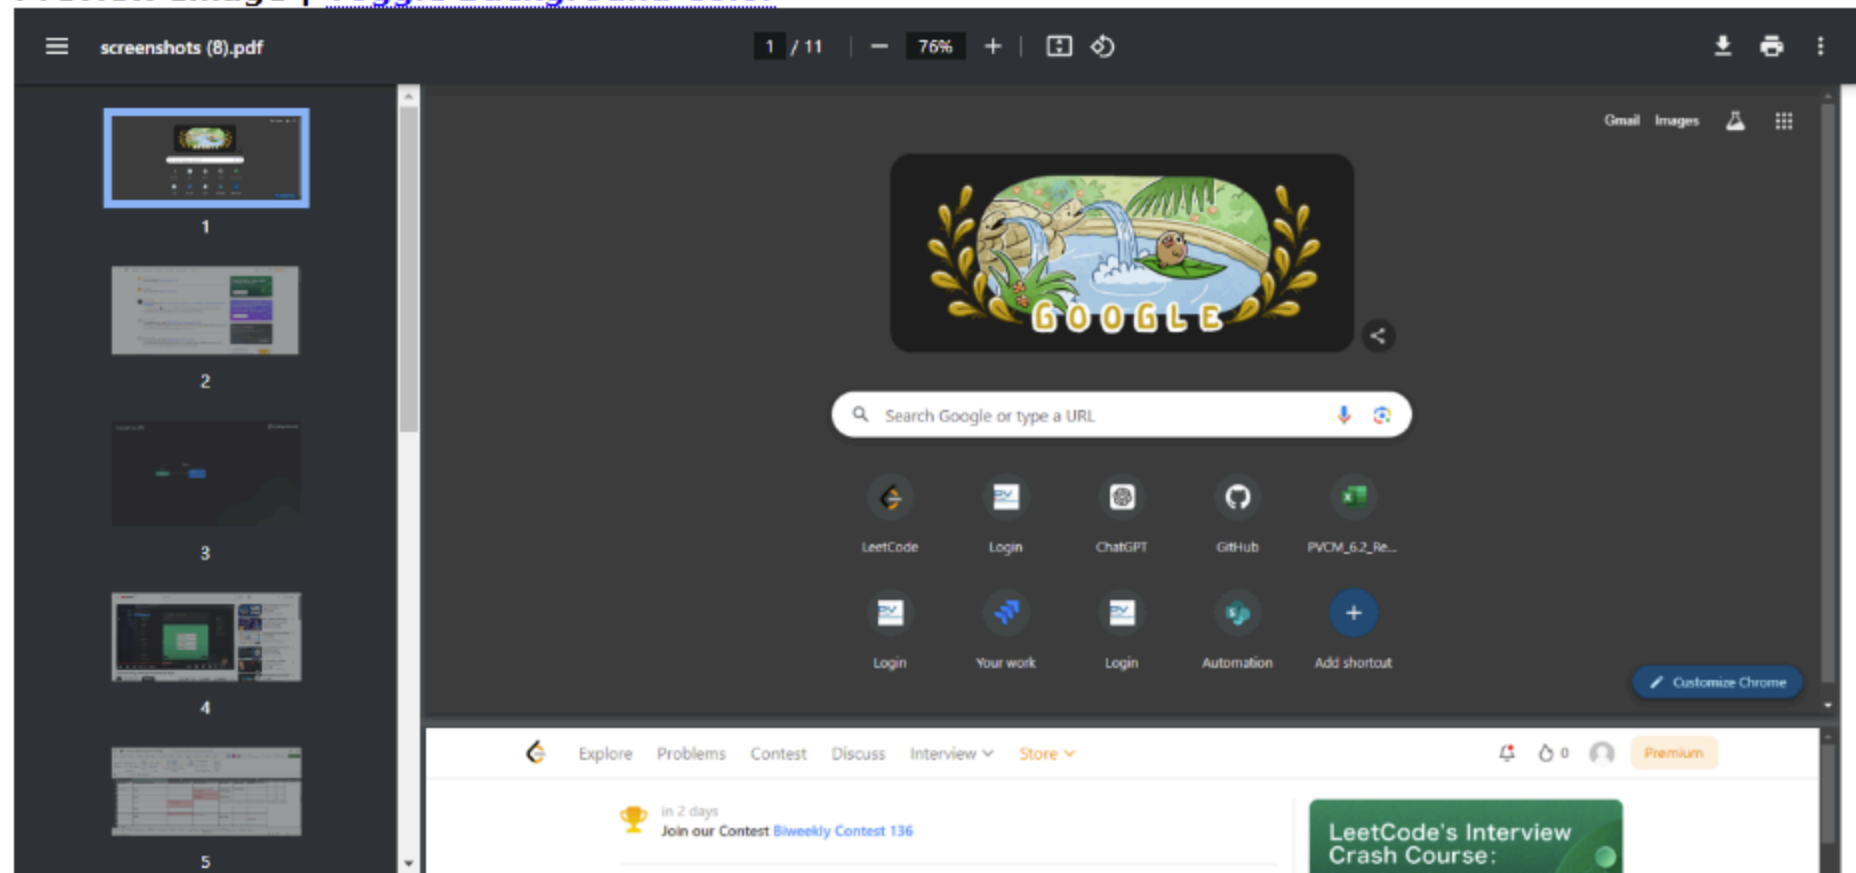 screenshots (8).pdf
1 / 11
76%
1
2
3
4
5
Gmail Images
GOOGLE
Search Google or type a URL
LeetCode Login ChatGPT GitHub PVCM_6.2_Re...
Login Your work Login Automation Add shortcut
Customize Chrome
Explore Problems Contest Discuss Interview Store 0 Premium
in 2 days
Join our Contest Biweekly Contest 136
LeetCode's Interview
Crash Course: